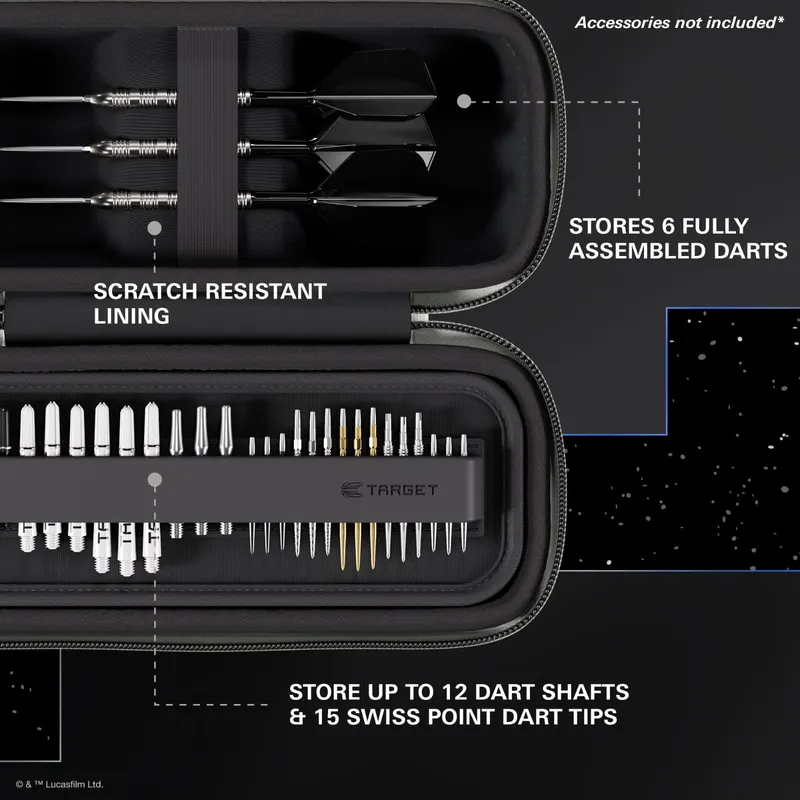 Accessories not included*
STORES 6 FULLY
ASSEMBLED DARTS
SCRATCH RESISTANT
LINING
TARGET
STORE UP TO 12 DART SHAFTS
& 15 SWISS POINT DART TIPS
© & ™ Lucasfilm Ltd.